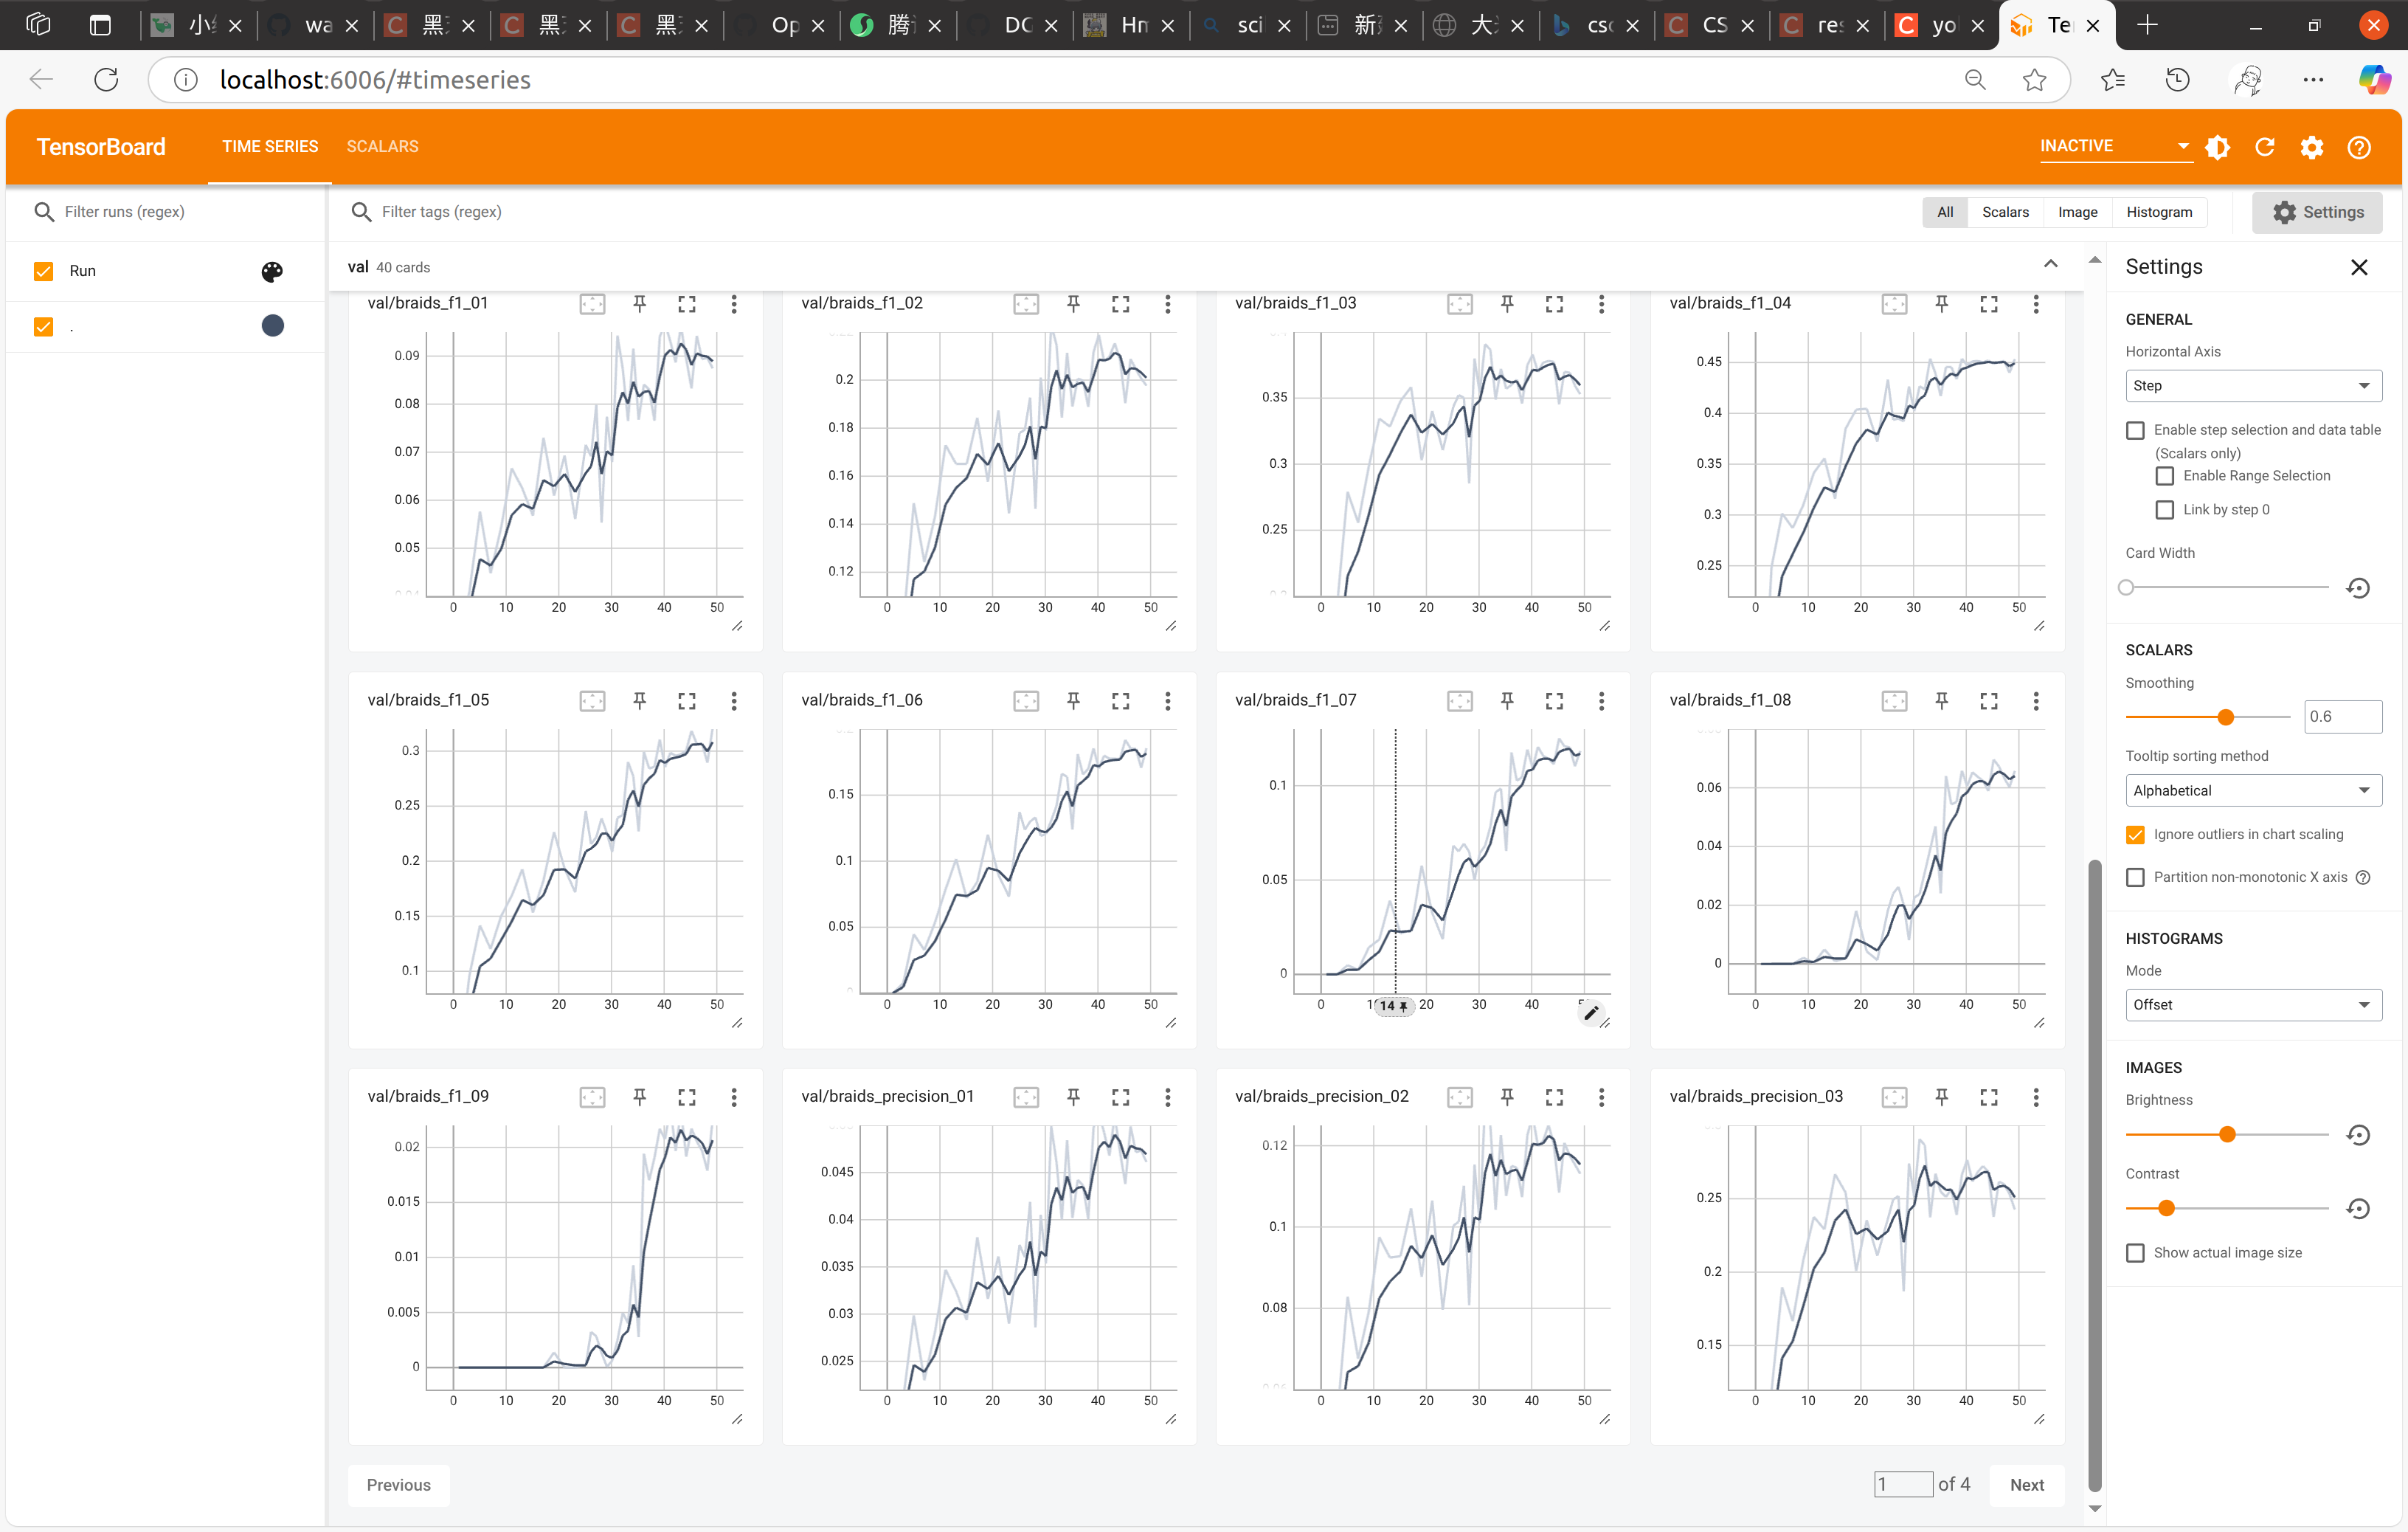 小 wa 黑 黑 黑 Op 腾 DC Hn sci 新 大 csc CS res yo Te
localhost:6006/#timeseries
TensorBoard TIME SERIES SCALARS INACTIVE
Filter runs (regex) Filter tags (regex) All Scalars Image Histogram Settings
Run
.
val 40 cards
val/braids_f1_01 val/braids_f1_02 val/braids_f1_03 val/braids_f1_04
0.09
0.08
0.07
0.06
0.05
0 10 20 30 40 50
0.2
0.18
0.16
0.14
0.12
0 10 20 30 40 50
0.35
0.3
0.25
0 10 20 30 40 50
0.45
0.4
0.35
0.3
0.25
0 10 20 30 40 50
val/braids_f1_05 val/braids_f1_06 val/braids_f1_07 val/braids_f1_08
0.3
0.25
0.2
0.15
0.1
0 10 20 30 40 50
0.15
0.1
0.05
0 10 20 30 40 50
0.1
0.05
0
0 14 20 30 40
0.06
0.04
0.02
0
0 10 20 30 40 50
val/braids_f1_09 val/braids_precision_01 val/braids_precision_02 val/braids_precision_03
0.02
0.015
0.01
0.005
0
0 10 20 30 40 50
0.045
0.04
0.035
0.03
0.025
0 10 20 30 40 50
0.12
0.1
0.08
0 10 20 30 40 50
0.25
0.2
0.15
0 10 20 30 40 50
Previous 1 of 4 Next
Settings
GENERAL
Horizontal Axis
Step
Enable step selection and data table
(Scalars only)
Enable Range Selection
Link by step 0
Card Width
SCALARS
Smoothing
0.6
Tooltip sorting method
Alphabetical
Ignore outliers in chart scaling
Partition non-monotonic X axis
HISTOGRAMS
Mode
Offset
IMAGES
Brightness
Contrast
Show actual image size